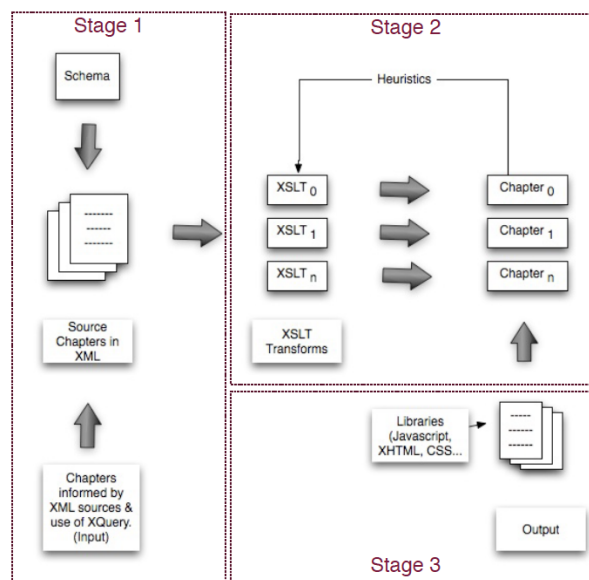 Stage 1
Schema
Source
Chapters in
XML
Chapters
informed by
XML sources &
use of XQuery.
(Input)
Stage 2
Heuristics
XSLT 0
Chapter 0
XSLT 1
Chapter 1
XSLT n
Chapter n
XSLT
Transforms
Libraries
(Javascript,
XHTML, CSS...
Output
Stage 3